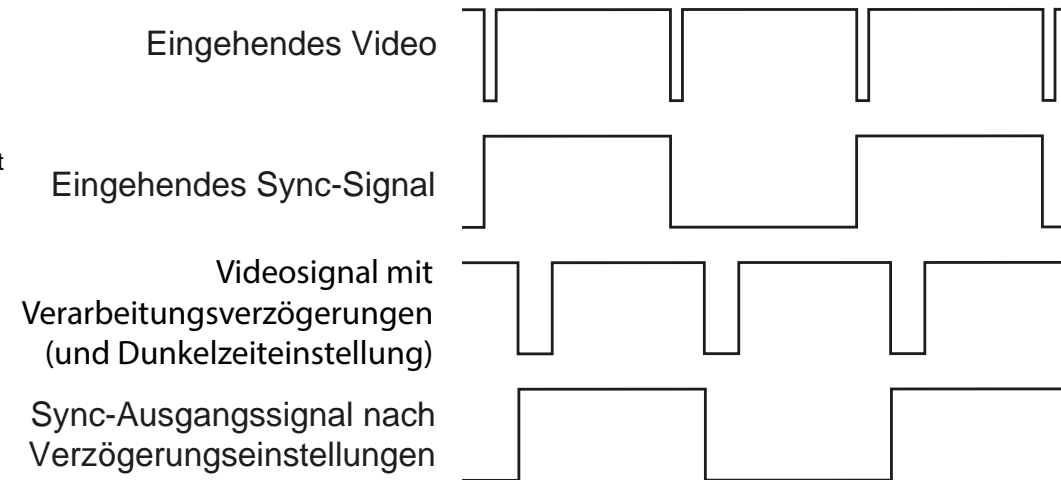 Eingehendes Video
t
Eingehendes Sync-Signal
Videosignal mit
Verarbeitungsverzögerungen
(und Dunkelzeiteinstellung)
Sync-Ausgangssignal nach
Verzögerungseinstellungen